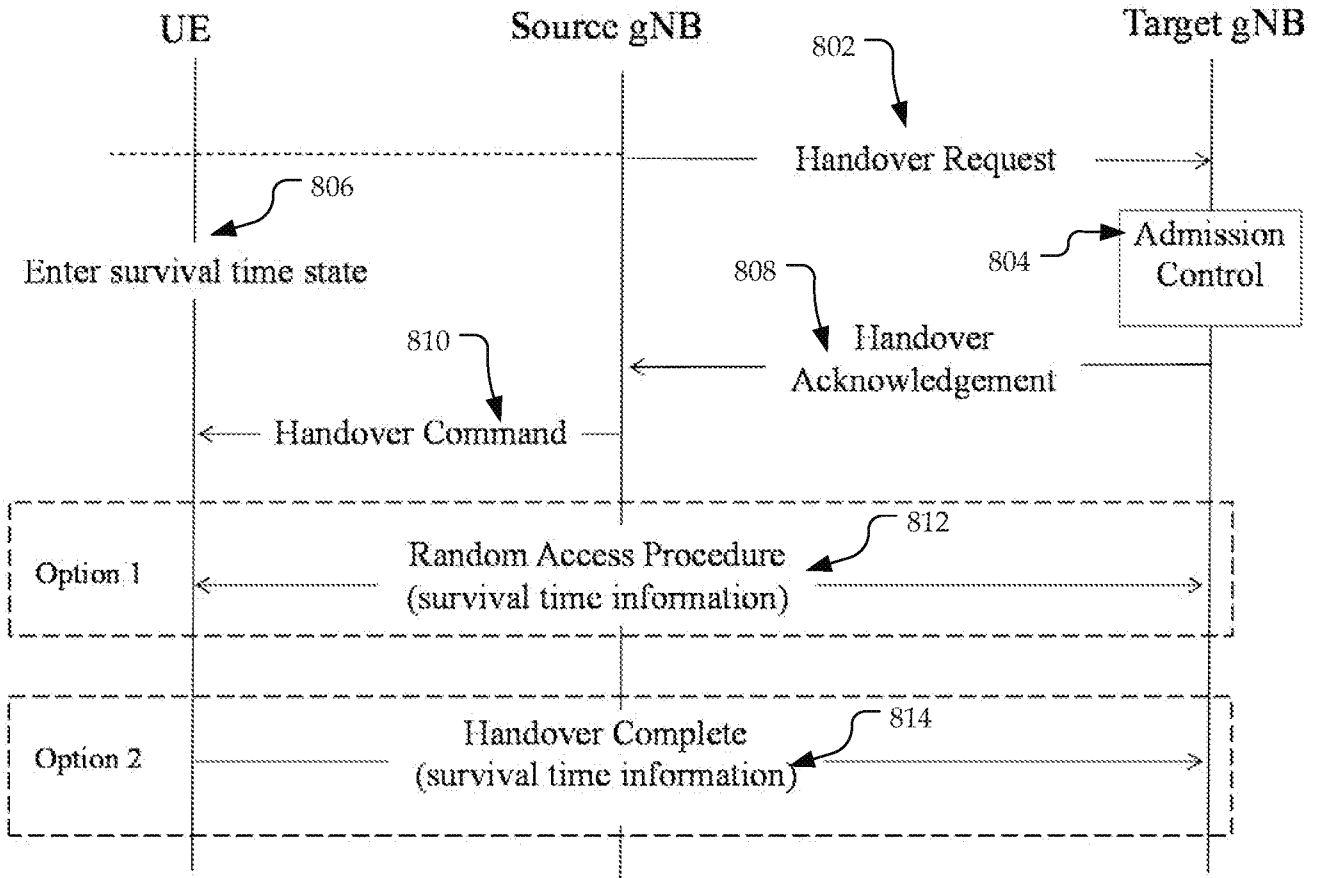 UE
Source gNB
Target gNB
802
Handover Request
806
Enter survival time state
804
Admission
Control
808
Handover
Acknowledgement
810
Handover Command
812
Option 1
Random Access Procedure
(survival time information)
814
Option 2
Handover Complete
(survival time information)